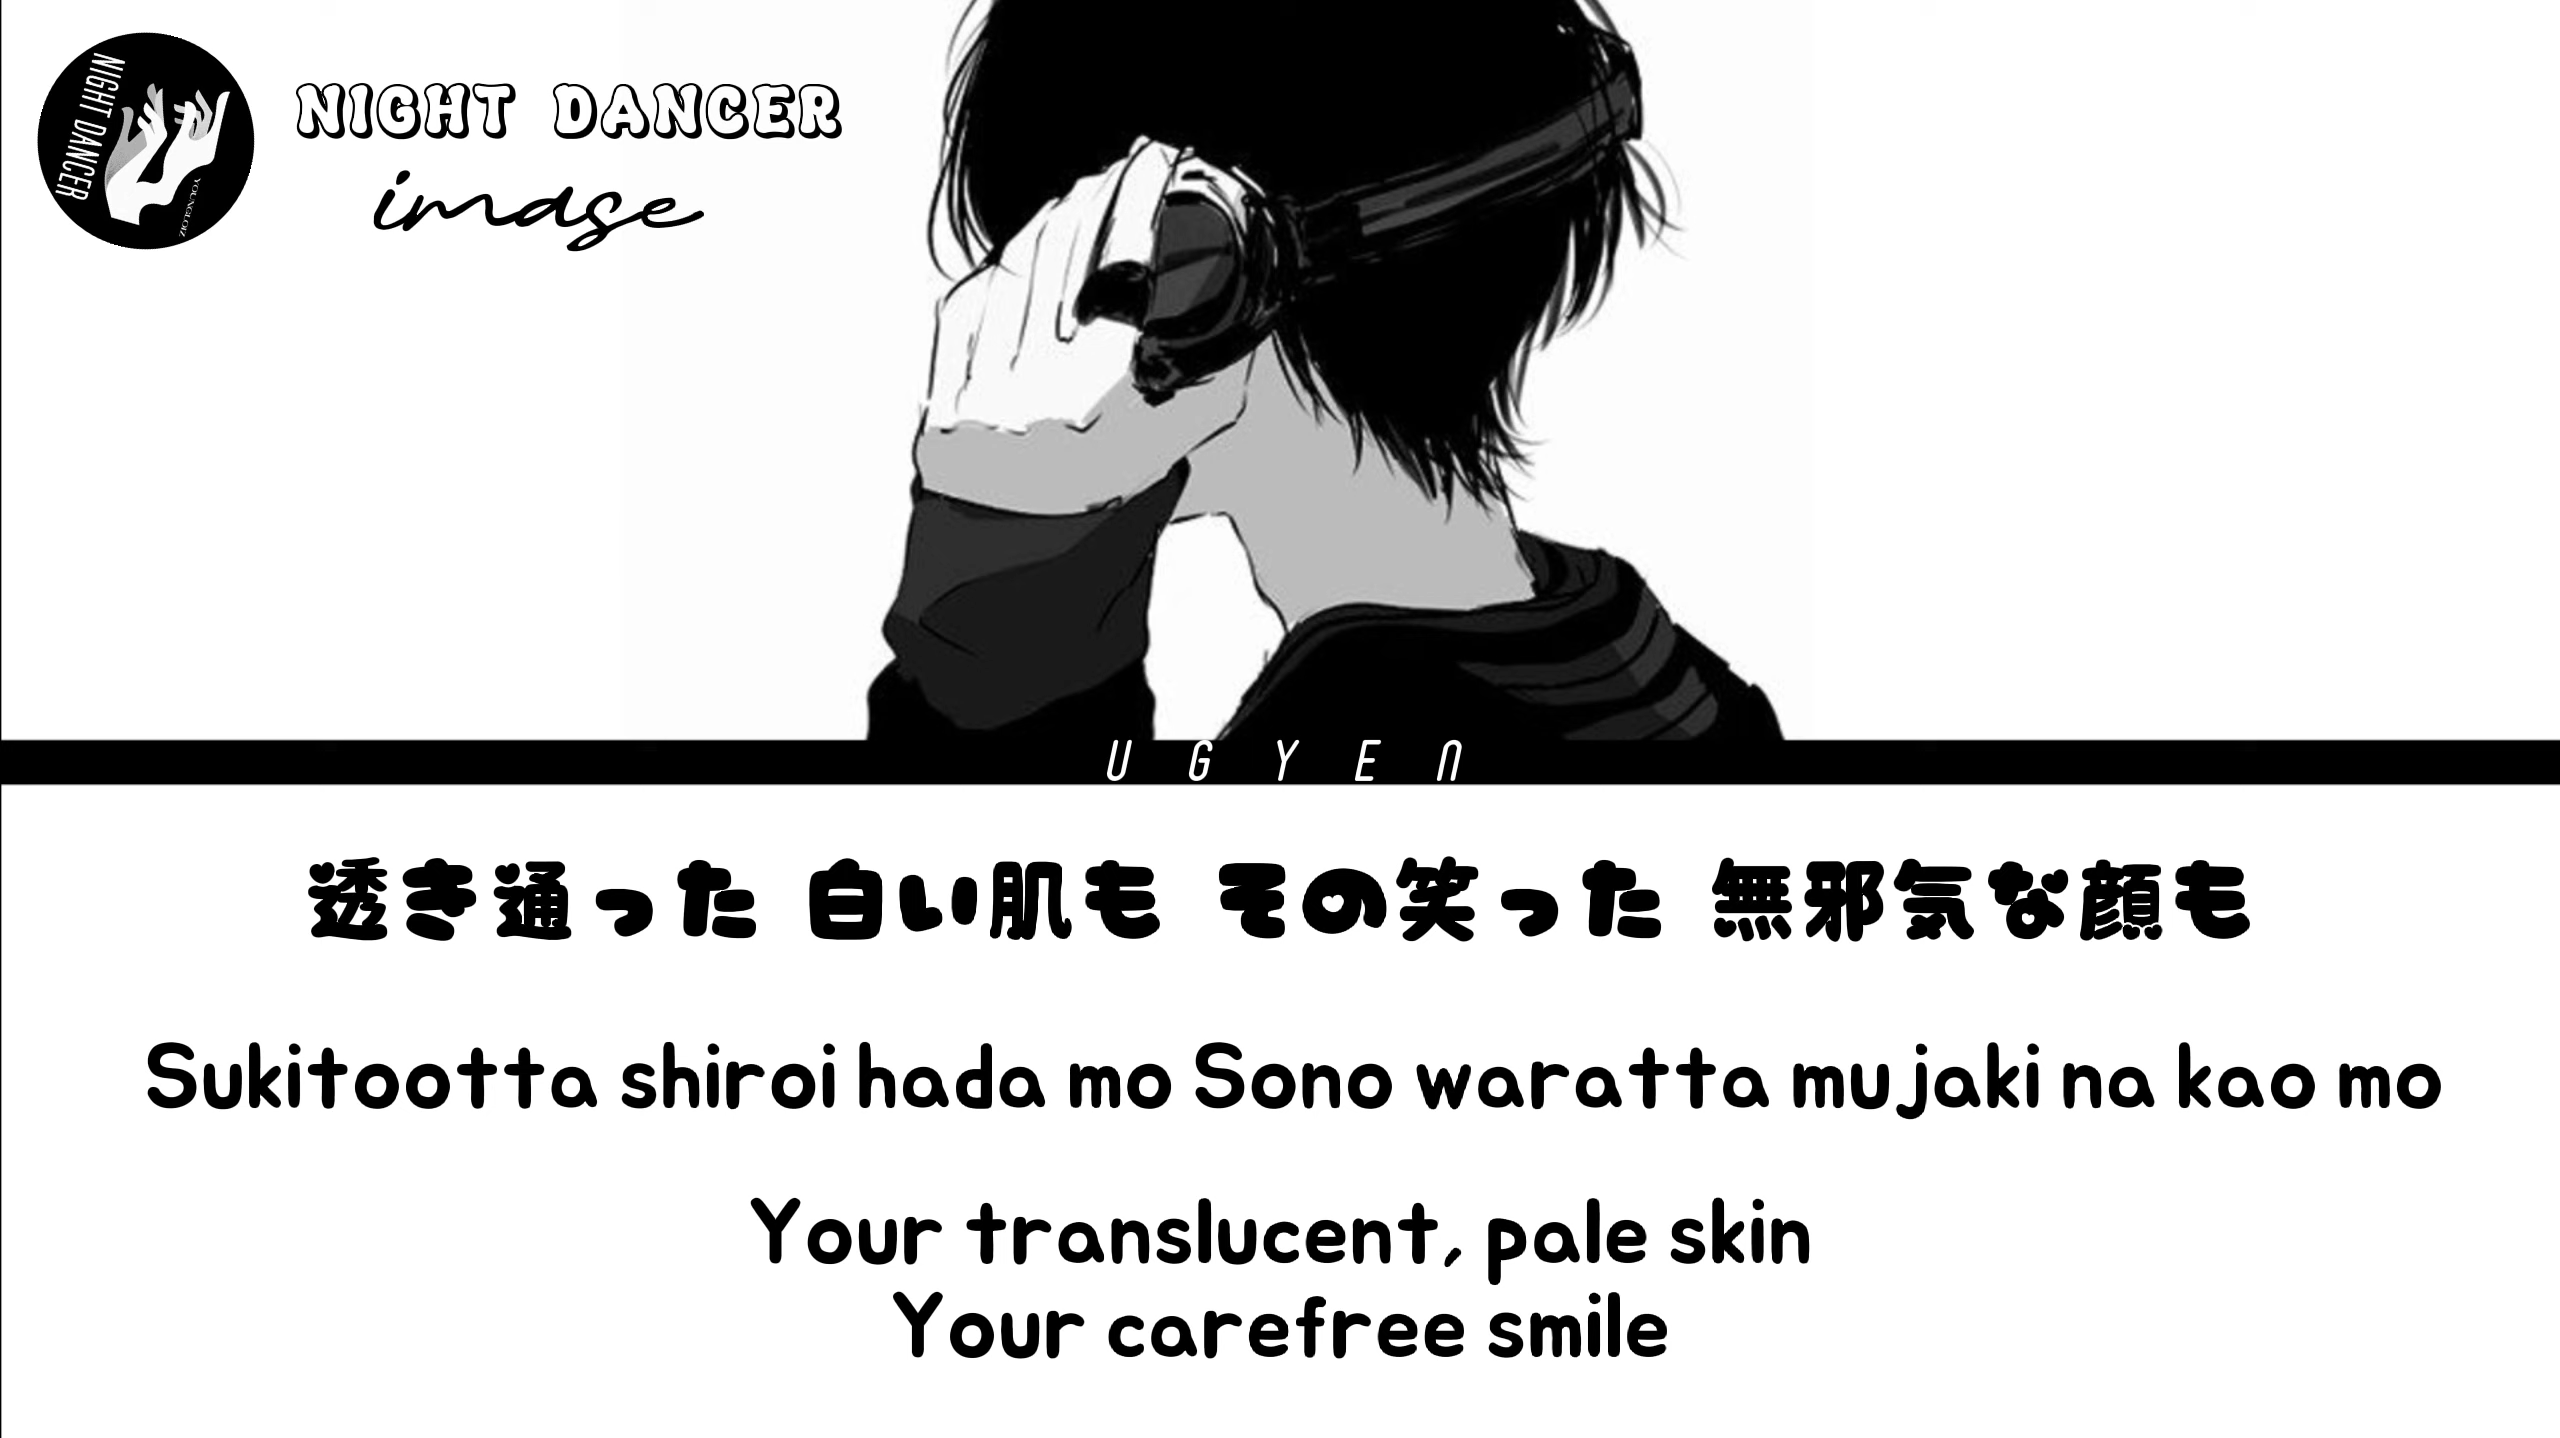 NIGHT DANCER
YOUNGLOIZ
NIGHT DANCER
imase
UGYEN
透き通った 白い肌も その笑った 無邪気な顔も
Sukitootta shiroi hada mo Sono waratta mujaki na kao mo
Your translucent, pale skin
Your carefree smile